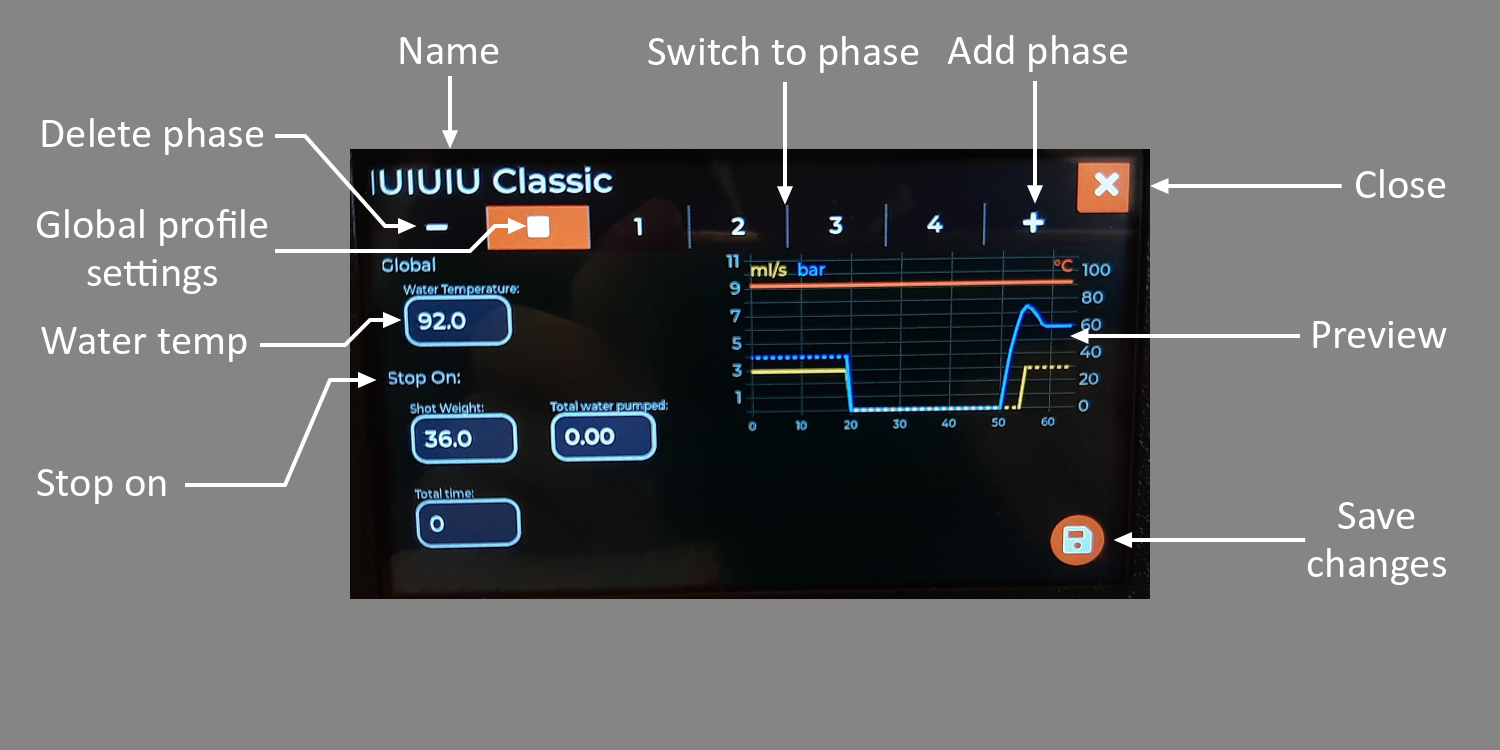 Name
Switch to phase
Add phase
Delete phase
Close
Global profile
settings
Water temp
Preview
Stop on
Save
changes
IUIUIU Classic
1 2 3 4
Global
Water Temperature:
92.0
Stop On:
Shot Weight:
36.0
Total water pumped:
0.00
Total time:
0
ml/s bar °C
11
9
7
5
3
1
100
80
60
40
20
0
0 10 20 30 40 50 60